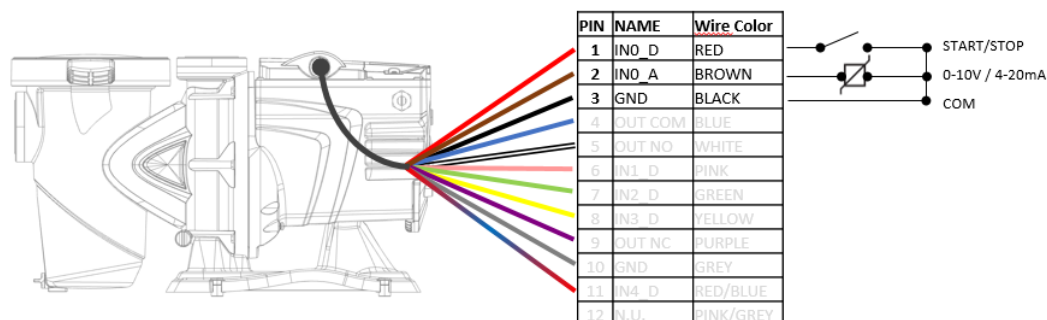 PIN NAME Wire Color
1 IN0_D RED
2 IN0_A BROWN
3 GND BLACK
4 OUT COM BLUE
5 OUT NO WHITE
6 IN1_D PINK
7 IN2_D GREEN
8 IN3_D YELLOW
9 OUT NC PURPLE
10 GND GREY
11 IN4_D RED/BLUE
12 N.U. PINK/GREY
START/STOP
0-10V / 4-20mA
COM